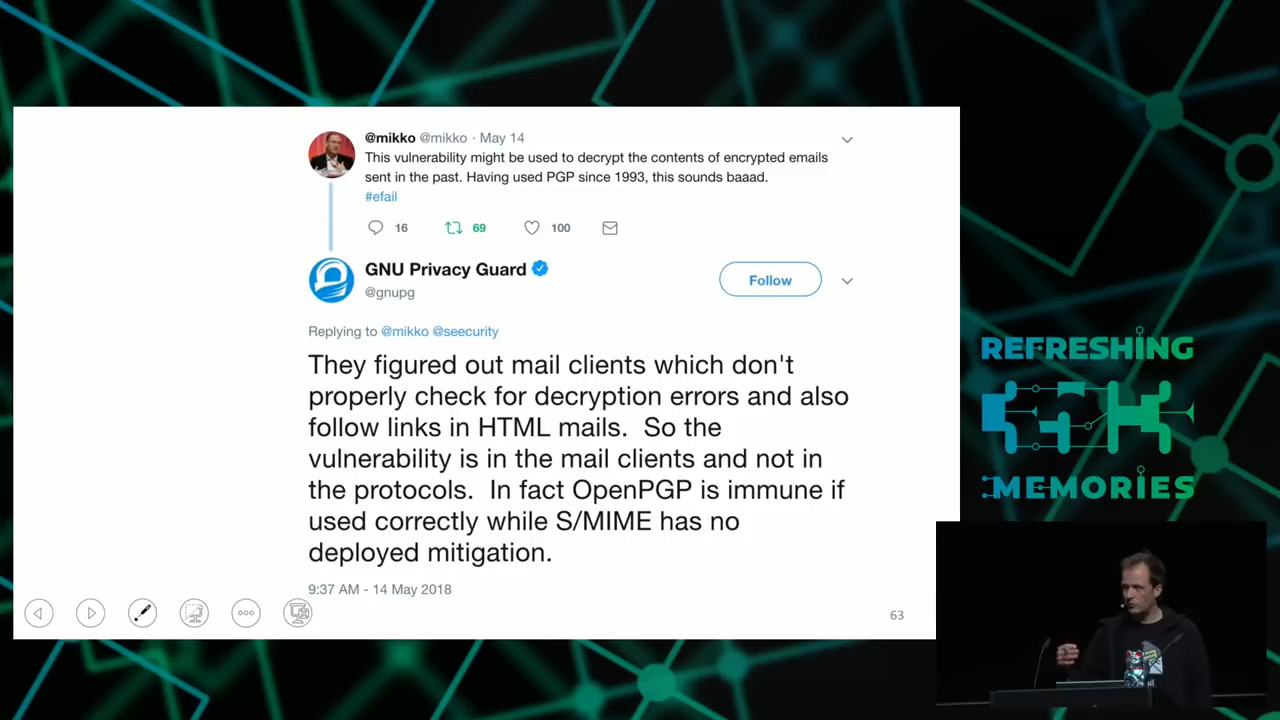 @mikko @mikko · May 14
This vulnerability might be used to decrypt the contents of encrypted emails
sent in the past. Having used PGP since 1993, this sounds baaad.
#efail
16 69 100
GNU Privacy Guard
@gnupg
Follow
Replying to @mikko @seecurity
They figured out mail clients which don't
properly check for decryption errors and also
follow links in HTML mails. So the
vulnerability is in the mail clients and not in
the protocols. In fact OpenPGP is immune if
used correctly while S/MIME has no
deployed mitigation.
9:37 AM - 14 May 2018
63
REFRESHING
35C3
MEMORIES